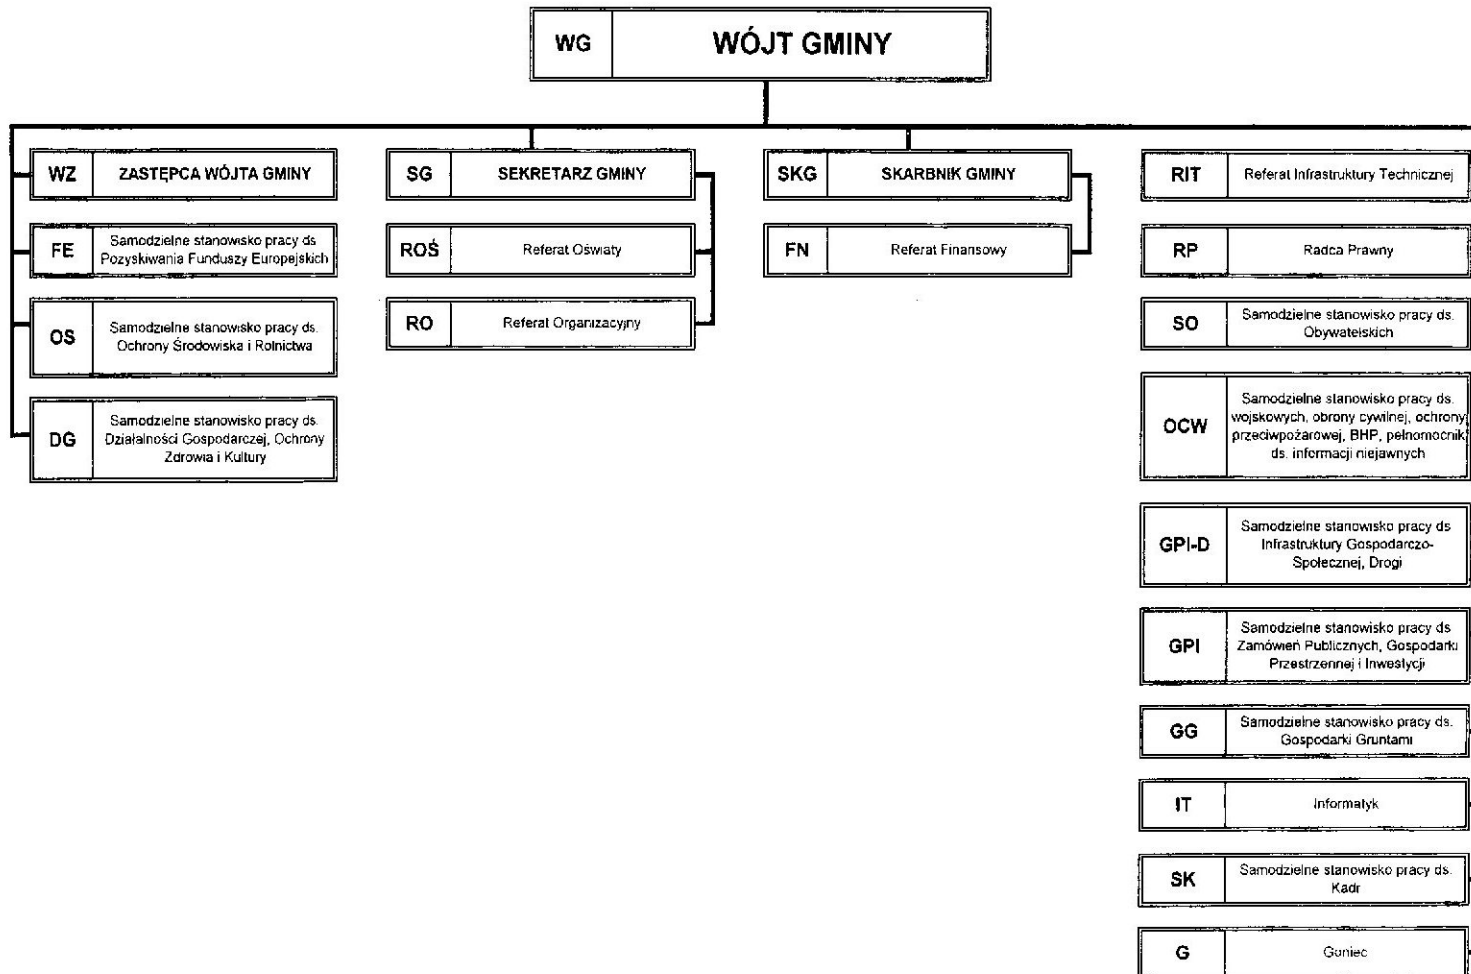 WG WÓJT GMINY
WZ ZASTĘPCA WÓJTA GMINY
FE Samodzielne stanowisko pracy ds
Pozyskiwania Funduszy Europejskich
OS Samodzielne stanowisko pracy ds.
Ochrony Środowiska i Rolnictwa
DG Samodzielne stanowisko pracy ds.
Działalności Gospodarczej, Ochrony
Zdrowia i Kultury
SG SEKRETARZ GMINY
ROŚ Referat Oświaty
RO Referat Organizacyjny
SKG SKARBNIK GMINY
FN Referat Finansowy
RIT Referat Infrastruktury Technicznej
RP Radca Prawny
SO Samodzielne stanowisko pracy ds.
Obywatelskich
OCW Samodzielne stanowisko pracy ds.
wojskowych, obrony cywilnej, ochrony
przeciwpożarowej, BHP, pełnomocnik
ds. informacji niejawnych
GPI-D Samodzielne stanowisko pracy ds
Infrastruktury Gospodarczo-
Społecznej, Drogi
GPI Samodzielne stanowisko pracy ds
Zamówień Publicznych, Gospodarki
Przestrzennej i Inwestycji
GG Samodzielne stanowisko pracy ds.
Gospodarki Gruntami
IT Informatyk
SK Samodzielne stanowisko pracy ds.
Kadr
G Goniec